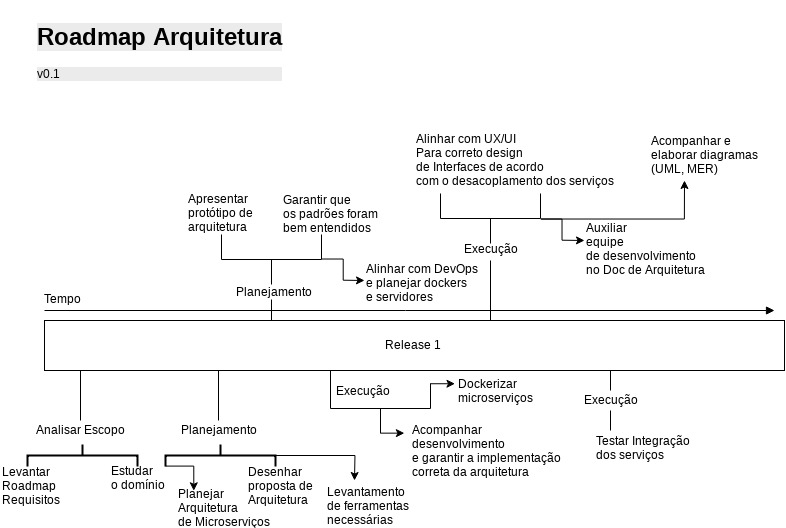 Roadmap Arquitetura
v0.1
Alinhar com UX/UI
Para correto design
de Interfaces de acordo
com o desacoplamento dos serviços
Acompanhar e
elaborar diagramas
(UML, MER)
Apresentar
protótipo de
arquitetura
Garantir que
os padrões foram
bem entendidos
Auxiliar
equipe
de desenvolvimento
no Doc de Arquitetura
Execução
Alinhar com DevOps
e planejar dockers
e servidores
Planejamento
Tempo
Release 1
Analisar Escopo
Levantar
Roadmap
Requisitos
Estudar
o domínio
Planejamento
Planejar
Arquitetura
de Microserviços
Desenhar
proposta de
Arquitetura
Levantamento
de ferramentas
necessárias
Execução
Dockerizar
microserviços
Acompanhar
desenvolvimento
e garantir a implementação
correta da arquitetura
Execução
Testar Integração
dos serviços